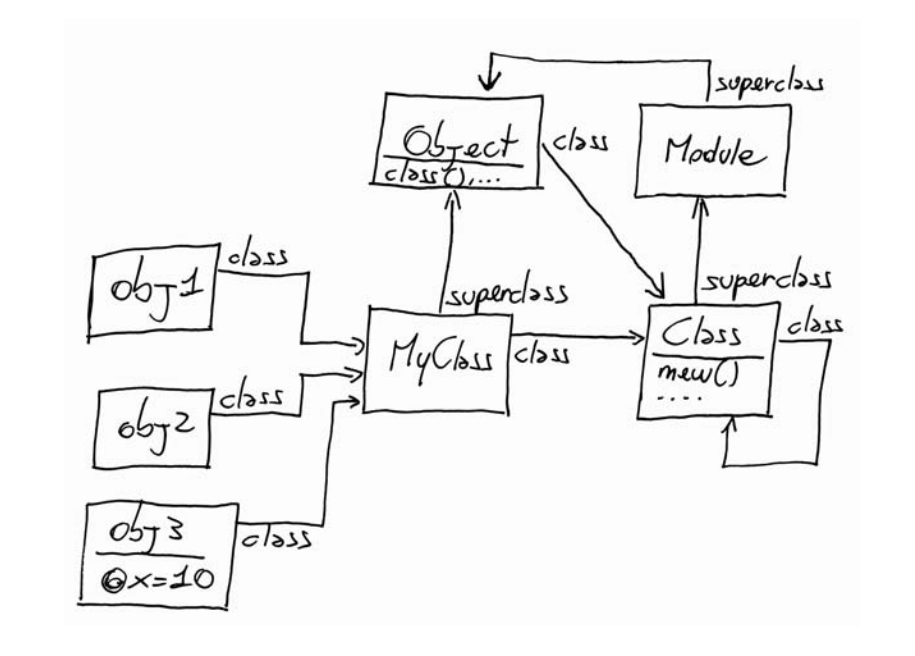 superclass
Object
class
Module
class(), ...
class
obj1
superclass
superclass
MyClass
class
Class
class
new()
....
class
obj2
obj3
class
@x=10